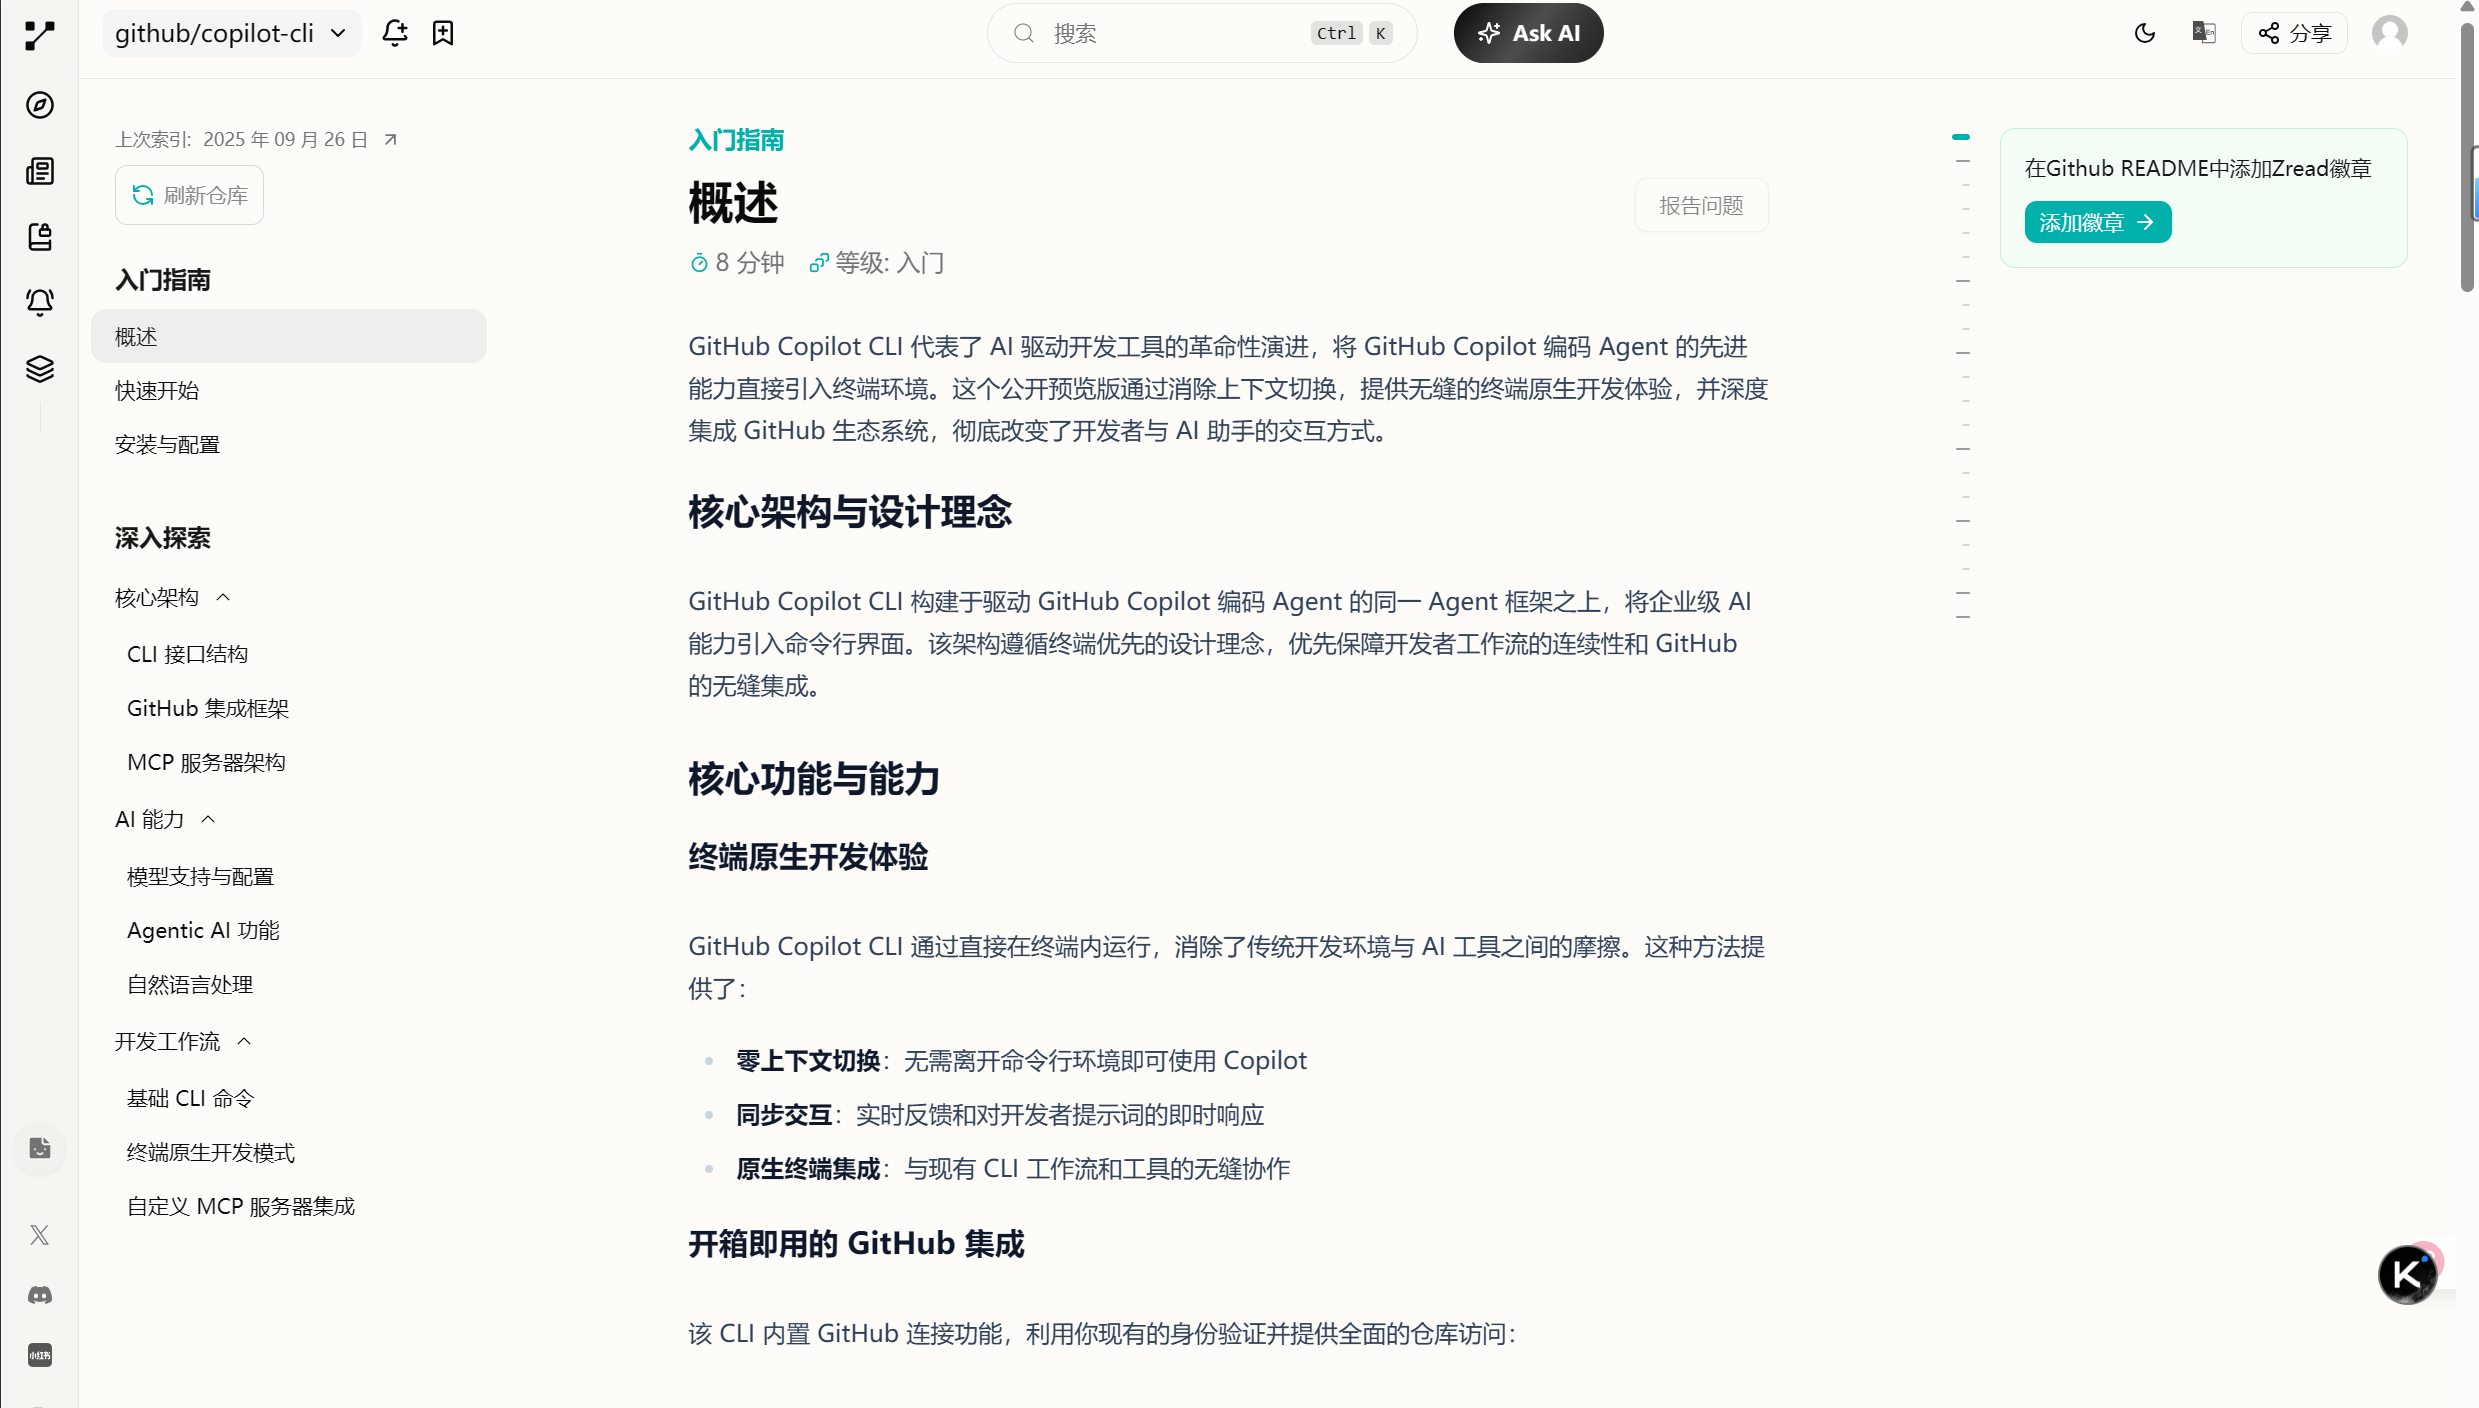 github/copilot-cli
搜索
Ctrl K
Ask AI
分享
上次索引: 2025 年 09 月 26 日
刷新仓库
入门指南
概述
快速开始
安装与配置
深入探索
核心架构
CLI 接口结构
GitHub 集成框架
MCP 服务器架构
AI 能力
模型支持与配置
Agentic AI 功能
自然语言处理
开发工作流
基础 CLI 命令
终端原生开发模式
自定义 MCP 服务器集成
小红书
入门指南
概述
报告问题
8 分钟 等级: 入门
GitHub Copilot CLI 代表了 AI 驱动开发工具的革命性演进，将 GitHub Copilot 编码 Agent 的先进
能力直接引入终端环境。这个公开预览版通过消除上下文切换，提供无缝的终端原生开发体验，并深度
集成 GitHub 生态系统，彻底改变了开发者与 AI 助手的交互方式。
核心架构与设计理念
GitHub Copilot CLI 构建于驱动 GitHub Copilot 编码 Agent 的同一 Agent 框架之上，将企业级 AI
能力引入命令行界面。该架构遵循终端优先的设计理念，优先保障开发者工作流的连续性和 GitHub
的无缝集成。
核心功能与能力
终端原生开发体验
GitHub Copilot CLI 通过直接在终端内运行，消除了传统开发环境与 AI 工具之间的摩擦。这种方法提
供了：
零上下文切换：无需离开命令行环境即可使用 Copilot
同步交互：实时反馈和对开发者提示词的即时响应
原生终端集成：与现有 CLI 工作流和工具的无缝协作
开箱即用的 GitHub 集成
该 CLI 内置 GitHub 连接功能，利用你现有的身份验证并提供全面的仓库访问：
在Github README中添加Zread徽章
添加徽章
K